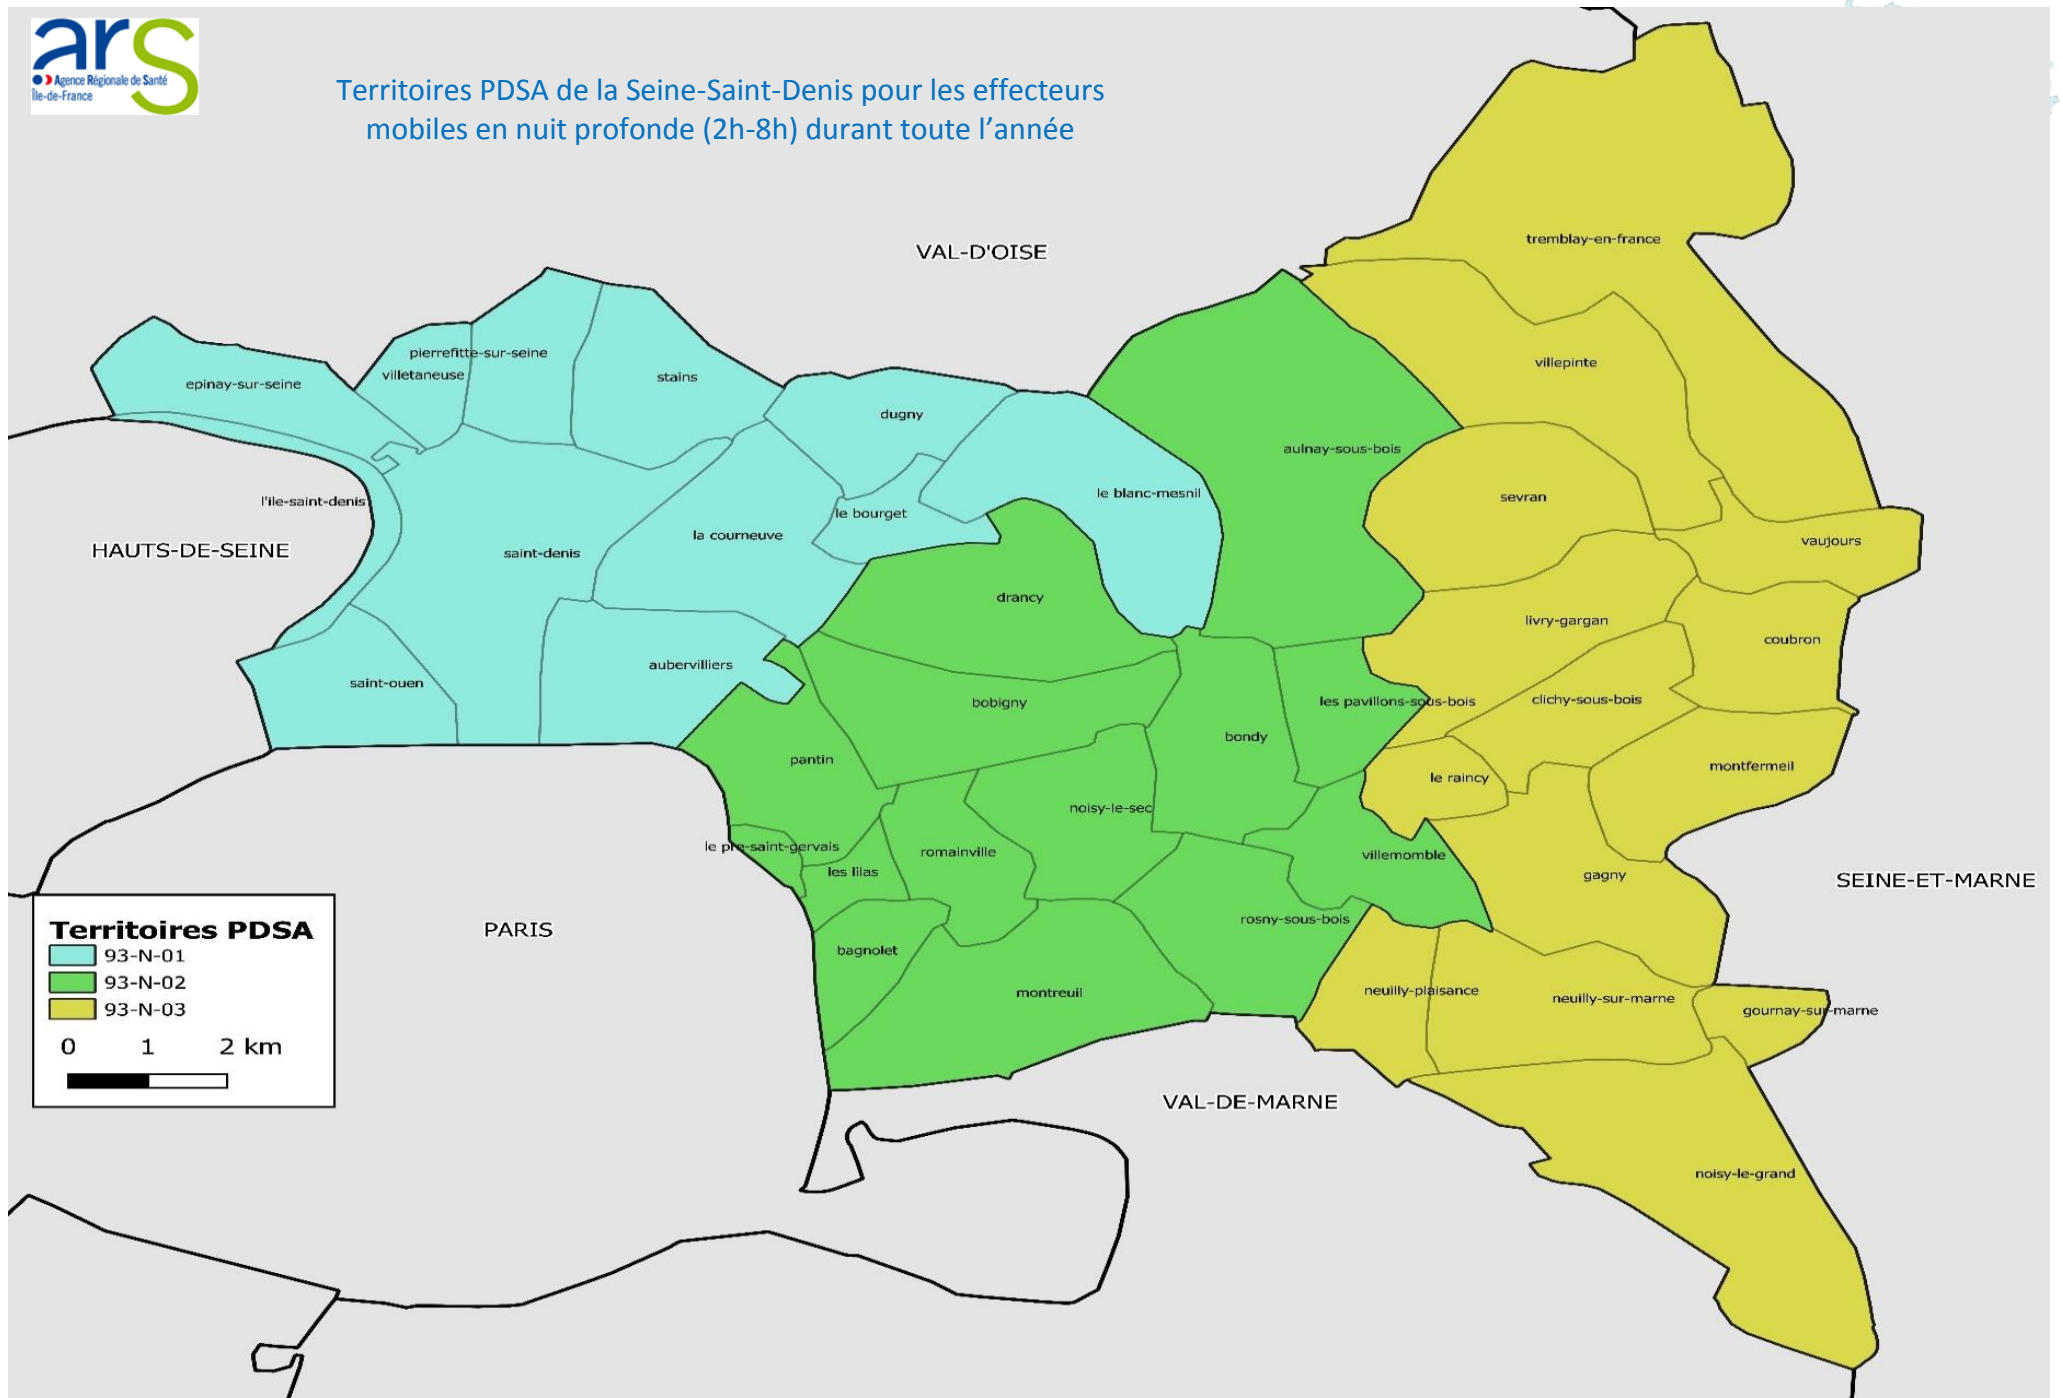 ars
Agence Régionale de Santé
Île-de-France
Territoires PDSA de la Seine-Saint-Denis pour les effecteurs
mobiles en nuit profonde (2h-8h) durant toute l'année
VAL-D'OISE
tremblay-en-france
villepinte
pierrefitte-sur-seine
villetaneuse
epinay-sur-seine
stains
dugny
aulnay-sous-bois
le blanc-mesnil
sevran
l'ile-saint-denis
le bourget
la courneuve
vaujours
HAUTS-DE-SEINE
saint-denis
drancy
livry-gargan
coubron
aubervilliers
saint-ouen
bobigny
les pavillons-sous-bois
clichy-sous-bois
bondy
pantin
montfermeil
le raincy
noisy-le-sec
le pre-saint-gervais
romainville
villemomble
les lilas
gagny
SEINE-ET-MARNE
rosny-sous-bois
PARIS
bagnolet
montreuil
neuilly-plaisance
neuilly-sur-marne
gournay-sur-marne
VAL-DE-MARNE
noisy-le-grand
Territoires PDSA
93-N-01
93-N-02
93-N-03
0 1 2 km